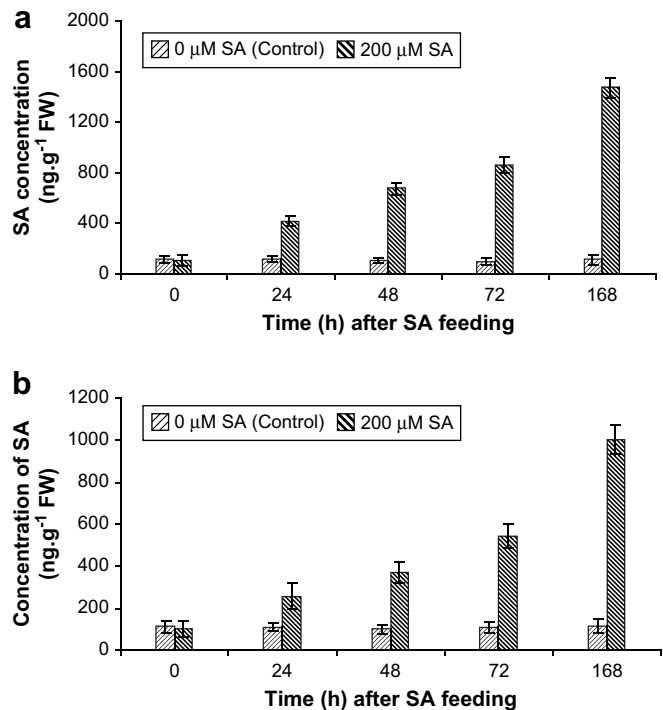 a
2000
1600
1200
800
400
0
SA concentration
(ng.g⁻¹ FW)
0 μM SA (Control) 200 μM SA
0 24 48 72 168
Time (h) after SA feeding
b
1200
1000
800
600
400
200
0
Concentration of SA
(ng.g⁻¹ FW)
0 μM SA (Control) 200 μM SA
0 24 48 72 168
Time (h) after SA feeding